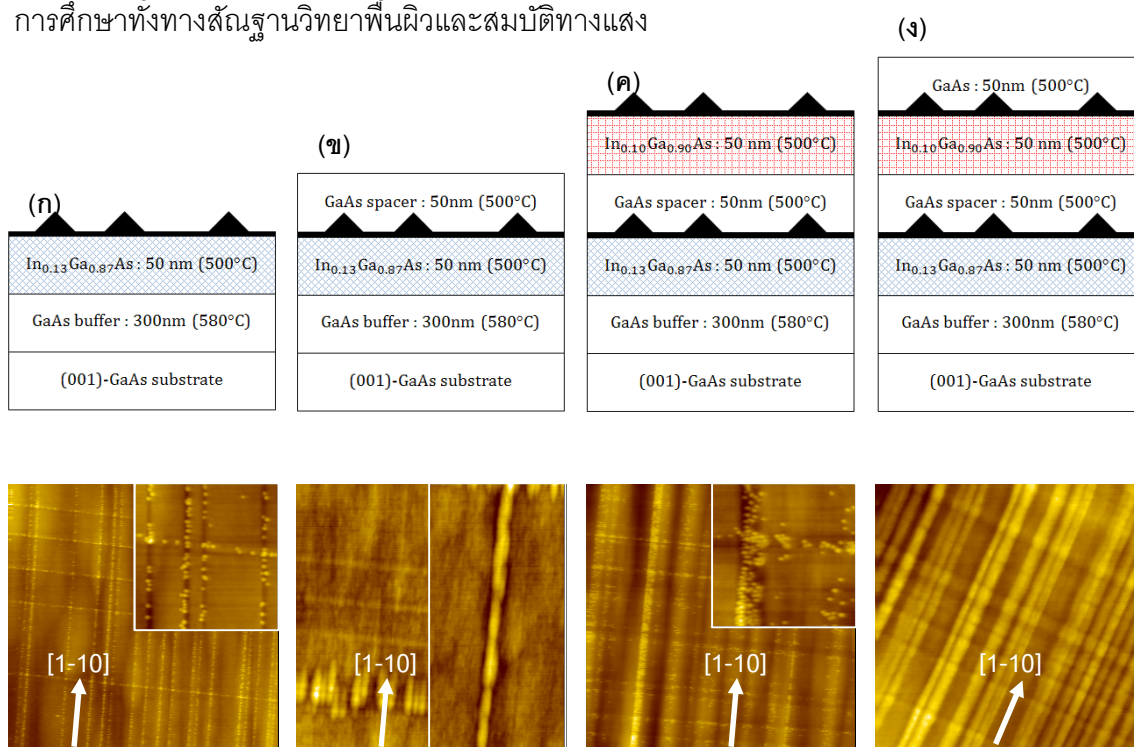 การศึกษาทั้งทางสัณฐานวิทยาพื้นผิวและสมบัติทางแสง
(ก)
In0.13Ga0.87As : 50 nm (500°C)
GaAs buffer : 300nm (580°C)
(001)-GaAs substrate
(ข)
GaAs spacer : 50nm (500°C)
In0.13Ga0.87As : 50 nm (500°C)
GaAs buffer : 300nm (580°C)
(001)-GaAs substrate
(ค)
In0.10Ga0.90As : 50 nm (500°C)
GaAs spacer : 50nm (500°C)
In0.13Ga0.87As : 50 nm (500°C)
GaAs buffer : 300nm (580°C)
(001)-GaAs substrate
(ง)
GaAs : 50nm (500°C)
In0.10Ga0.90As : 50 nm (500°C)
GaAs spacer : 50nm (500°C)
In0.13Ga0.87As : 50 nm (500°C)
GaAs buffer : 300nm (580°C)
(001)-GaAs substrate
[1-10]
[1-10]
[1-10]
[1-10]